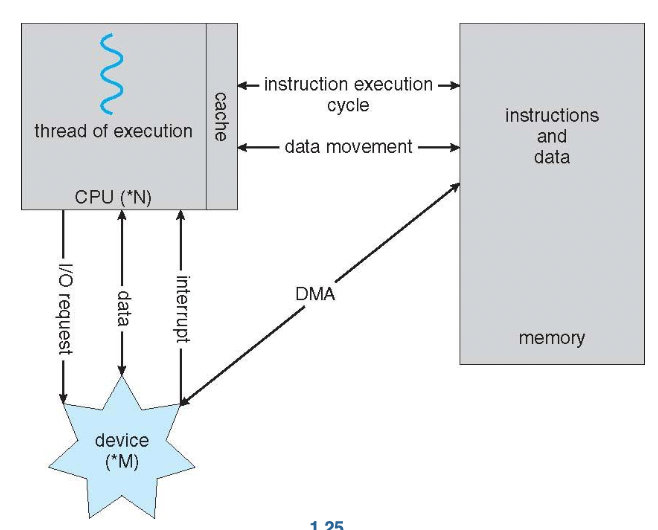 thread of execution
cache
CPU (*N)
instruction execution
cycle
data movement
instructions
and
data
memory
I/O request
data
interrupt
DMA
device
(*M)
1.25